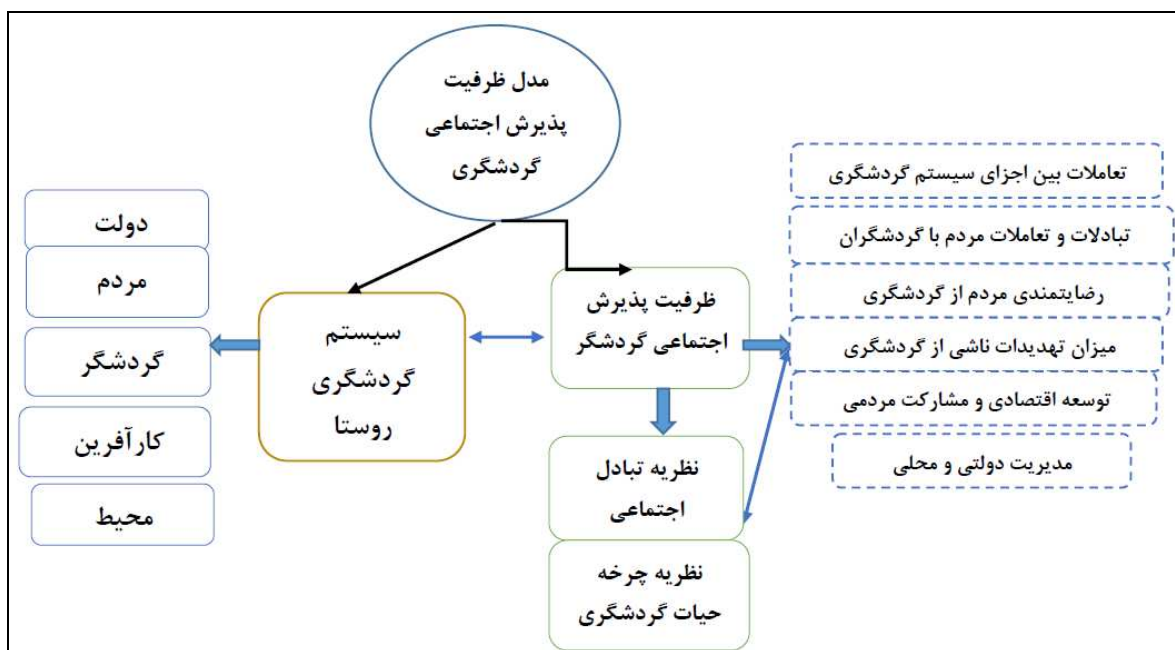 مدل ظرفیت
پذیرش اجتماعی
گردشگری
تعاملات بین اجزای سیستم گردشگری
تبادلات و تعاملات مردم با گردشگران
رضایتمندی مردم از گردشگری
میزان تهدیدات ناشی از گردشگری
توسعه اقتصادی و مشارکت مردمی
مدیریت دولتی و محلی
ظرفیت پذیرش
اجتماعی گردشگر
نظریه تبادل
اجتماعی
نظریه چرخه
حیات گردشگری
سیستم
گردشگری
روستا
دولت
مردم
گردشگر
کارآفرین
محیط